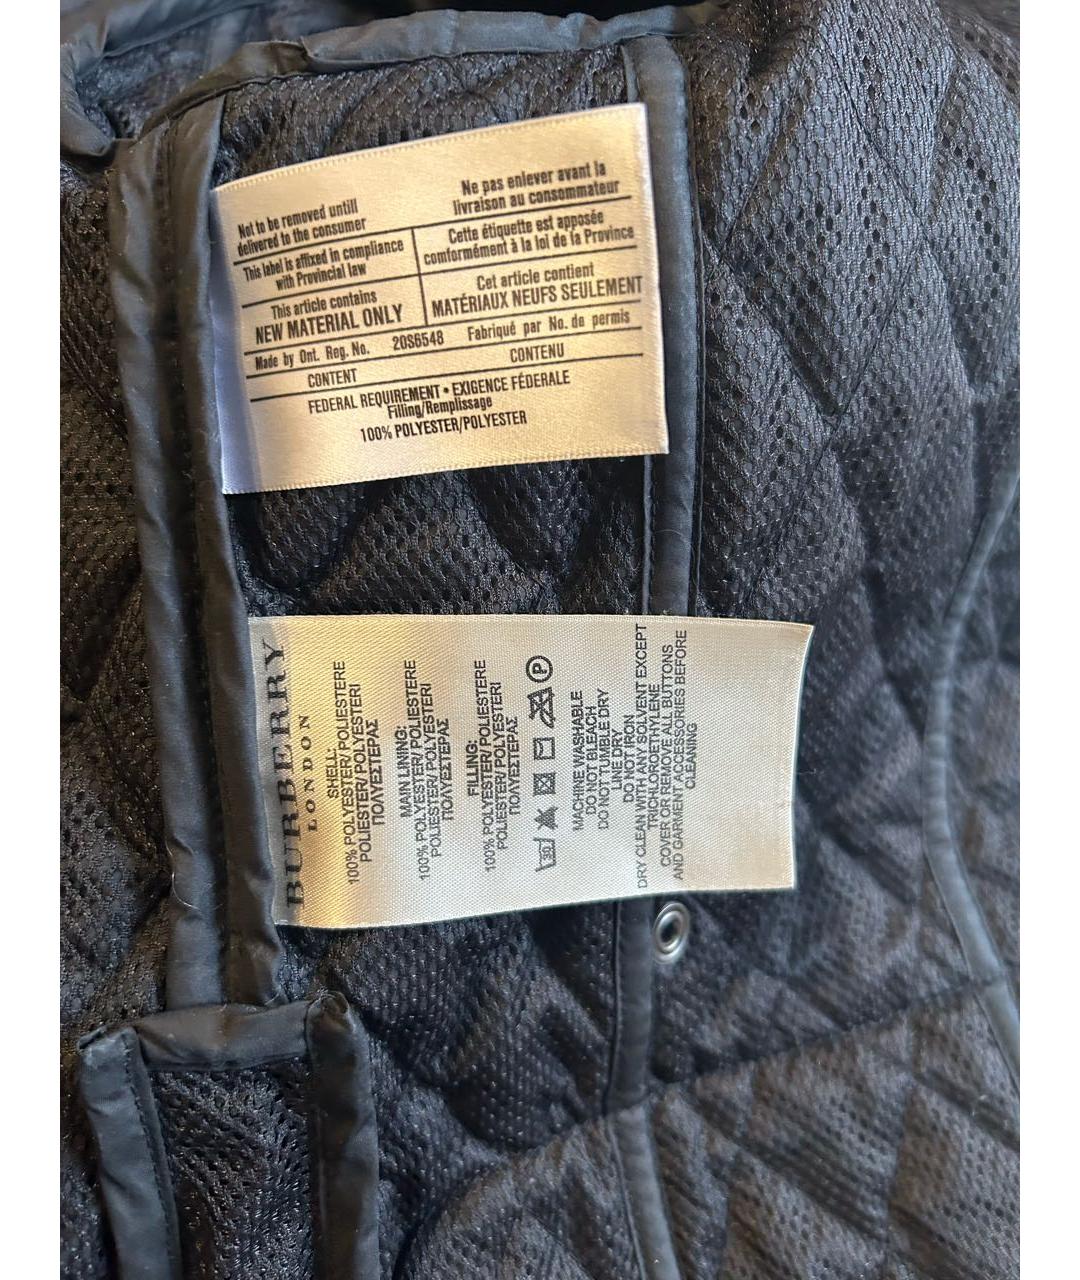 Not to be removed untill
delivered to the consumer
Ne pas enlever avant la
livraison au consommateur
This label is affixed in compliance
with Provincial law
Cette étiquette est apposée
conformément à la loi de la Province
This article contains
NEW MATERIAL ONLY
Cet article contient
MATÉRIAUX NEUFS SEULEMENT
Made by Ont. Reg. No. 20S6548 Fabriqué par No. de permis
CONTENT CONTENU
FEDERAL REQUIREMENT • EXIGENCE FÉDERALE
Filling/Remplissage
100% POLYESTER/POLYESTER
BURBERRY
LONDON
SHELL:
100% POLYESTER/ POLIESTERE
POLIESTER/ POLYESTERI
ΠΟΛΥΕΣΤΕΡΑΣ
MAIN LINING:
100% POLYESTER/ POLIESTERE
POLIESTER/ POLYESTERI
ΠΟΛΥΕΣΤΕΡΑΣ
FILLING:
100% POLYESTER/ POLIESTERE
POLIESTER/ POLYESTERI
ΠΟΛΥΕΣΤΕΡΑΣ
30 P
MACHINE WASHABLE
DO NOT BLEACH
DO NOT TUMBLE DRY
LINE DRY
DO NOT IRON
DRY CLEAN WITH ANY SOLVENT EXCEPT
TRICHLOROETHYLENE
COVER OR REMOVE ALL BUTTONS
AND GARMENT ACCESSORIES BEFORE
CLEANING